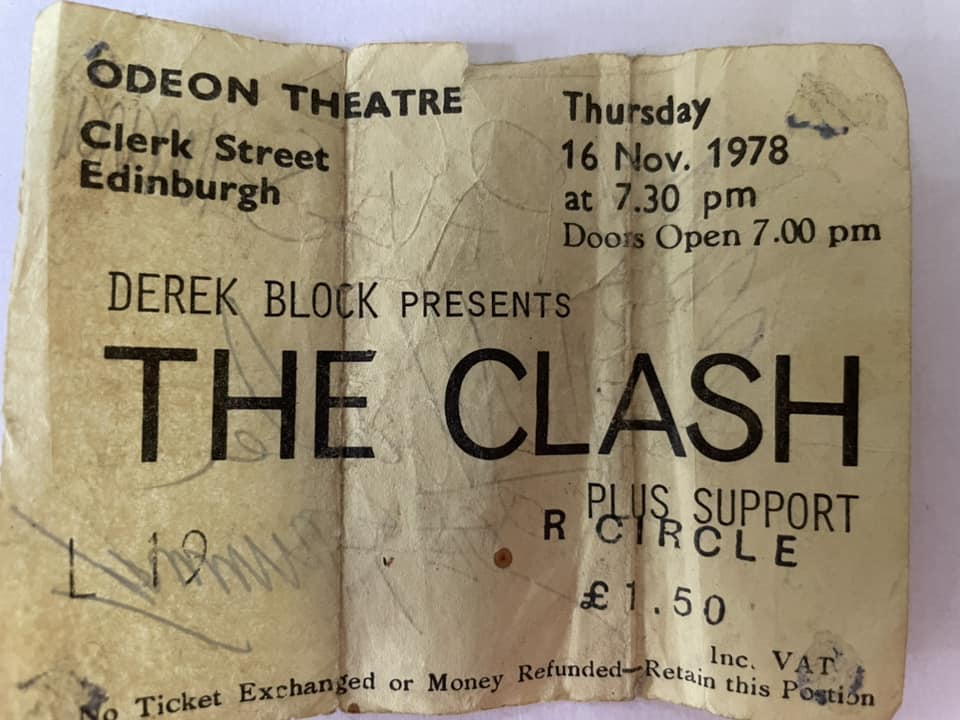 ODEON THEATRE
Clerk Street
Edinburgh
Thursday
16 Nov. 1978
at 7.30 pm
Doors Open 7.00 pm
DEREK BLOCK PRESENTS
THE CLASH
PLUS SUPPORT
R CIRCLE
L 19
£1.50
Inc. VAT
No Ticket Exchanged or Money Refunded—Retain this Portion